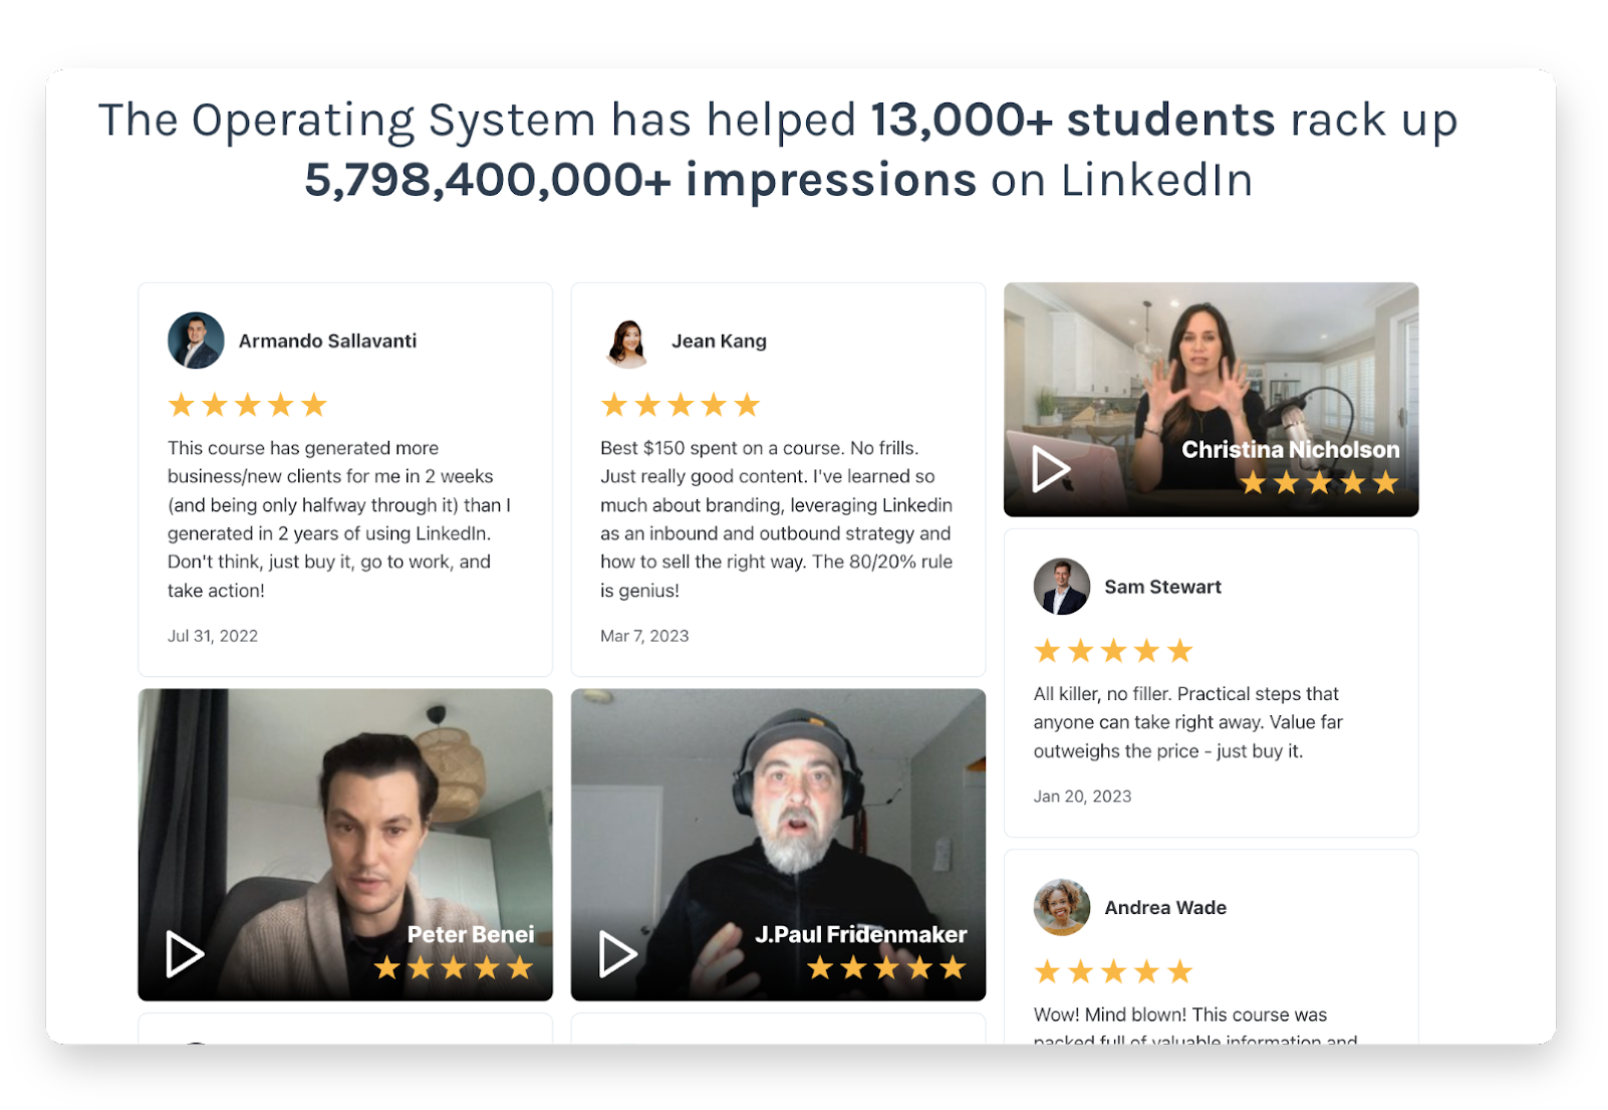 The Operating System has helped 13,000+ students rack up
5,798,400,000+ impressions on LinkedIn
Armando Sallavanti
This course has generated more
business/new clients for me in 2 weeks
(and being only halfway through it) than I
generated in 2 years of using LinkedIn.
Don't think, just buy it, go to work, and
take action!
Jul 31, 2022
Peter Benei
Jean Kang
Best $150 spent on a course. No frills.
Just really good content. I've learned so
much about branding, leveraging Linkedin
as an inbound and outbound strategy and
how to sell the right way. The 80/20% rule
is genius!
Mar 7, 2023
J.Paul Fridenmaker
Christina Nicholson
Sam Stewart
All killer, no filler. Practical steps that
anyone can take right away. Value far
outweighs the price - just buy it.
Jan 20, 2023
Andrea Wade
Wow! Mind blown! This course was
packed full of valuable information and